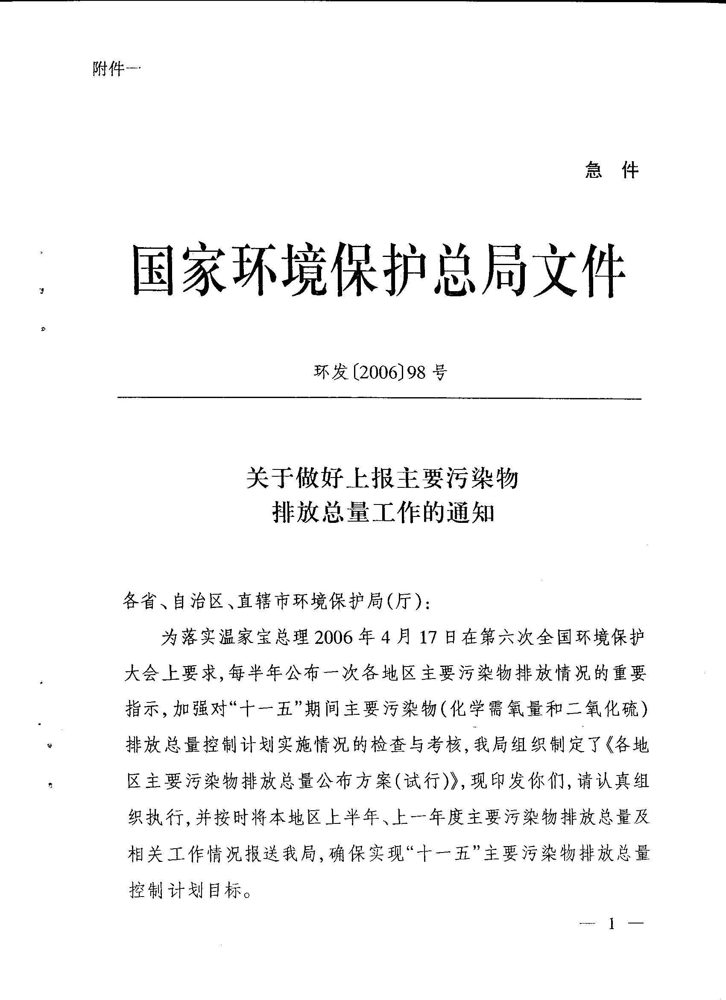 附件一
急 件
国家环境保护总局文件
环发〔2006〕98 号
关于做好上报主要污染物
排放总量工作的通知
各省、自治区、直辖市环境保护局(厅):
为落实温家宝总理 2006 年 4 月 17 日在第六次全国环境保护
大会上要求,每半年公布一次各地区主要污染物排放情况的重要
指示,加强对“十一五”期间主要污染物(化学需氧量和二氧化硫)
排放总量控制计划实施情况的检查与考核,我局组织制定了《各地
区主要污染物排放总量公布方案(试行)》,现印发你们,请认真组
织执行,并按时将本地区上半年、上一年度主要污染物排放总量及
相关工作情况报送我局,确保实现“十一五”主要污染物排放总量
控制计划目标。
— 1 —